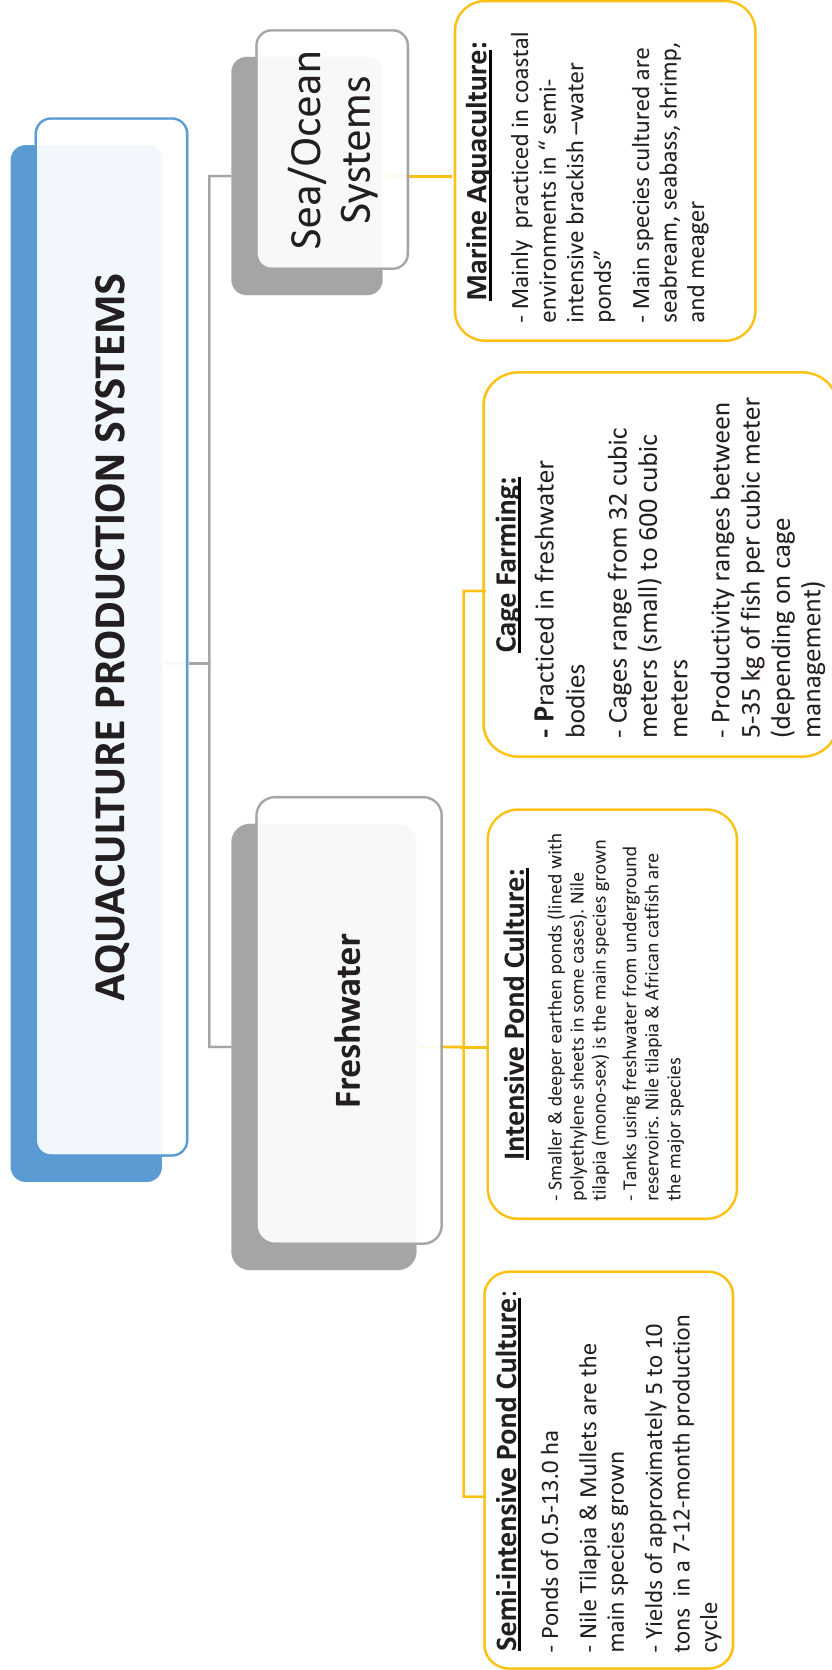 AQUACULTURE PRODUCTION SYSTEMS
Freshwater
Sea/Ocean
Systems
Semi-intensive Pond Culture:
- Ponds of 0.5-13.0 ha
- Nile Tilapia & Mullets are the
main species grown
- Yields of approximately 5 to 10
tons in a 7-12-month production
cycle
Intensive Pond Culture:
- Smaller & deeper earthen ponds (lined with
polyethylene sheets in some cases). Nile
tilapia (mono-sex) is the main species grown
- Tanks using freshwater from underground
reservoirs. Nile tilapia & African catfish are
the major species
Cage Farming:
- Practiced in freshwater
bodies
- Cages range from 32 cubic
meters (small) to 600 cubic
meters
- Productivity ranges between
5-35 kg of fish per cubic meter
(depending on cage
management)
Marine Aquaculture:
- Mainly practiced in coastal
environments in “ semi-
intensive brackish –water
ponds”
- Main species cultured are
seabream, seabass, shrimp,
and meager